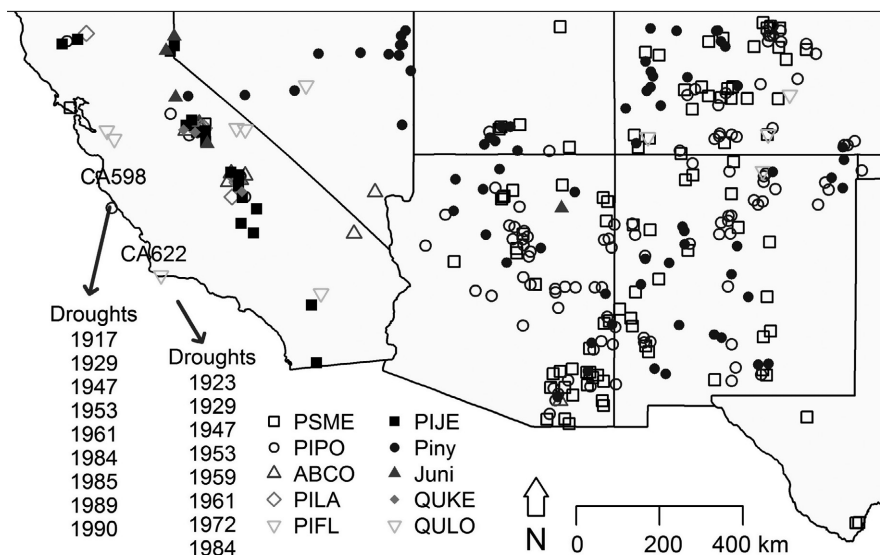 CA598
CA622
Droughts
1917
1929
1947
1953
1961
1984
1985
1989
1990
Droughts
1923
1929
1947
1953
1959
1961
1972
1984
PSME
PIPO
ABCO
PILA
PIFL
PIJE
Piny
Juni
QUKE
QULO
N
0 200 400 km